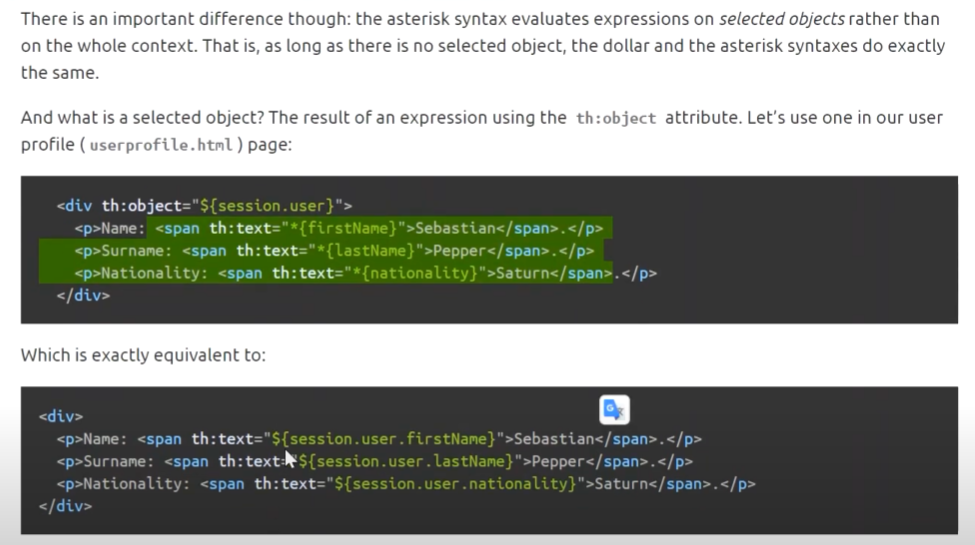 There is an important difference though: the asterisk syntax evaluates expressions on selected objects rather than
on the whole context. That is, as long as there is no selected object, the dollar and the asterisk syntaxes do exactly
the same.
And what is a selected object? The result of an expression using the th:object attribute. Let's use one in our user
profile ( userprofile.html ) page:
<div th:object="${session.user}">
<p>Name: <span th:text="*{firstName}">Sebastian</span>.</p>
<p>Surname: <span th:text="*{lastName}">Pepper</span>.</p>
<p>Nationality: <span th:text="*{nationality}">Saturn</span>.</p>
</div>
Which is exactly equivalent to:
<div>
<p>Name: <span th:text="${session.user.firstName}">Sebastian</span>.</p>
<p>Surname: <span th:text="${session.user.lastName}">Pepper</span>.</p>
<p>Nationality: <span th:text="${session.user.nationality}">Saturn</span>.</p>
</div>